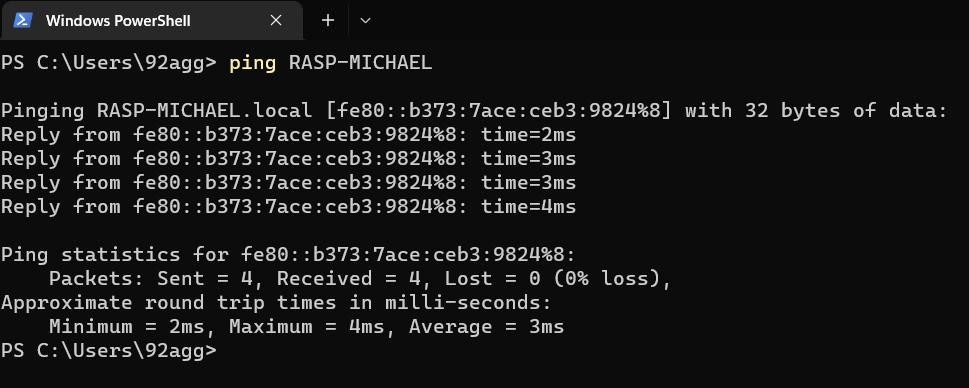 Windows PowerShell
PS C:\Users\92agg> ping RASP-MICHAEL
Pinging RASP-MICHAEL.local [fe80::b373:7ace:ceb3:9824%8] with 32 bytes of data:
Reply from fe80::b373:7ace:ceb3:9824%8: time=2ms
Reply from fe80::b373:7ace:ceb3:9824%8: time=3ms
Reply from fe80::b373:7ace:ceb3:9824%8: time=3ms
Reply from fe80::b373:7ace:ceb3:9824%8: time=4ms
Ping statistics for fe80::b373:7ace:ceb3:9824%8:
    Packets: Sent = 4, Received = 4, Lost = 0 (0% loss),
Approximate round trip times in milli-seconds:
    Minimum = 2ms, Maximum = 4ms, Average = 3ms
PS C:\Users\92agg>